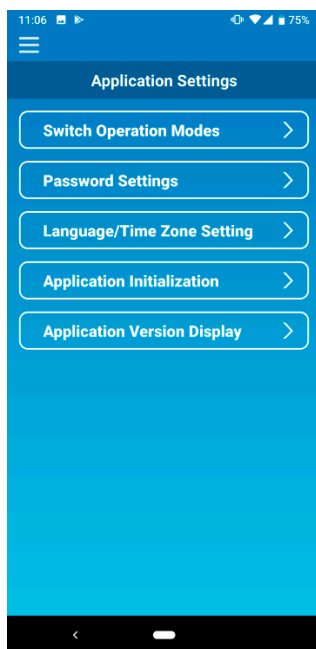 11:06 75%
Application Settings
Switch Operation Modes
Password Settings
Language/Time Zone Setting
Application Initialization
Application Version Display